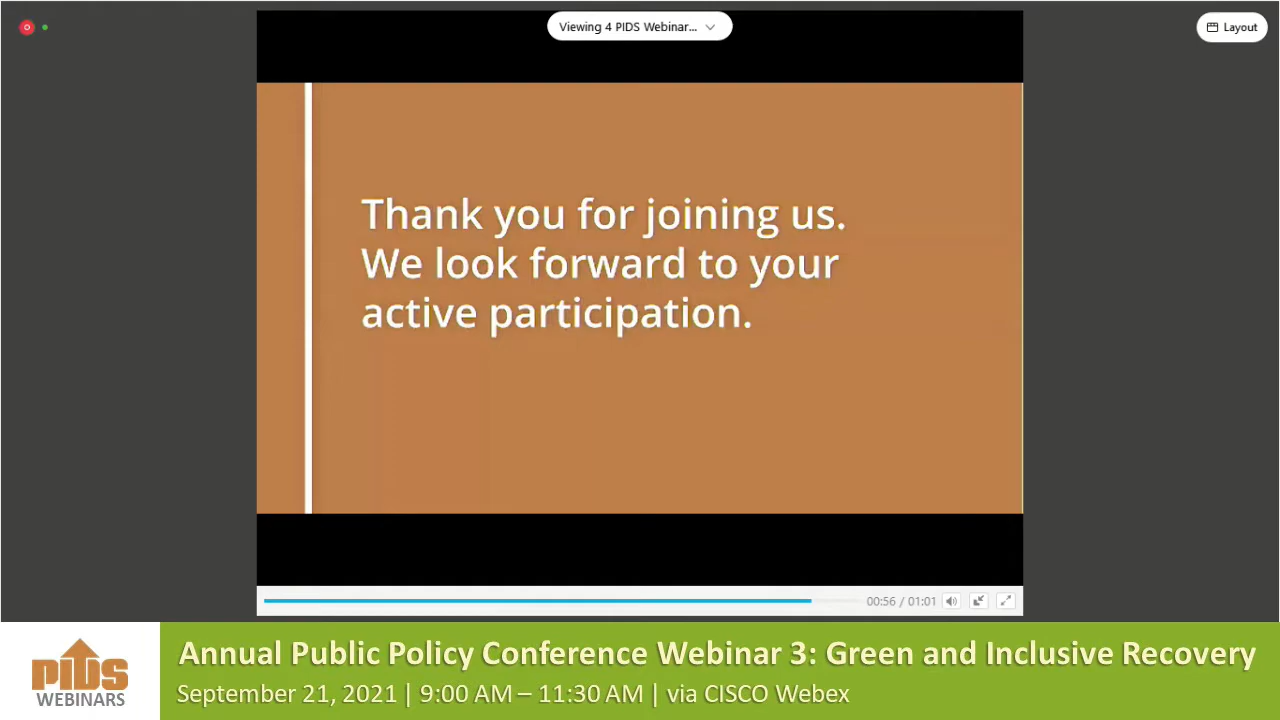 Viewing 4 PIDS Webinar...
Layout
Thank you for joining us.
We look forward to your
active participation.
00:56 / 01:01
PIDS
WEBINARS
Annual Public Policy Conference Webinar 3: Green and Inclusive Recovery
September 21, 2021 | 9:00 AM – 11:30 AM | via CISCO Webex